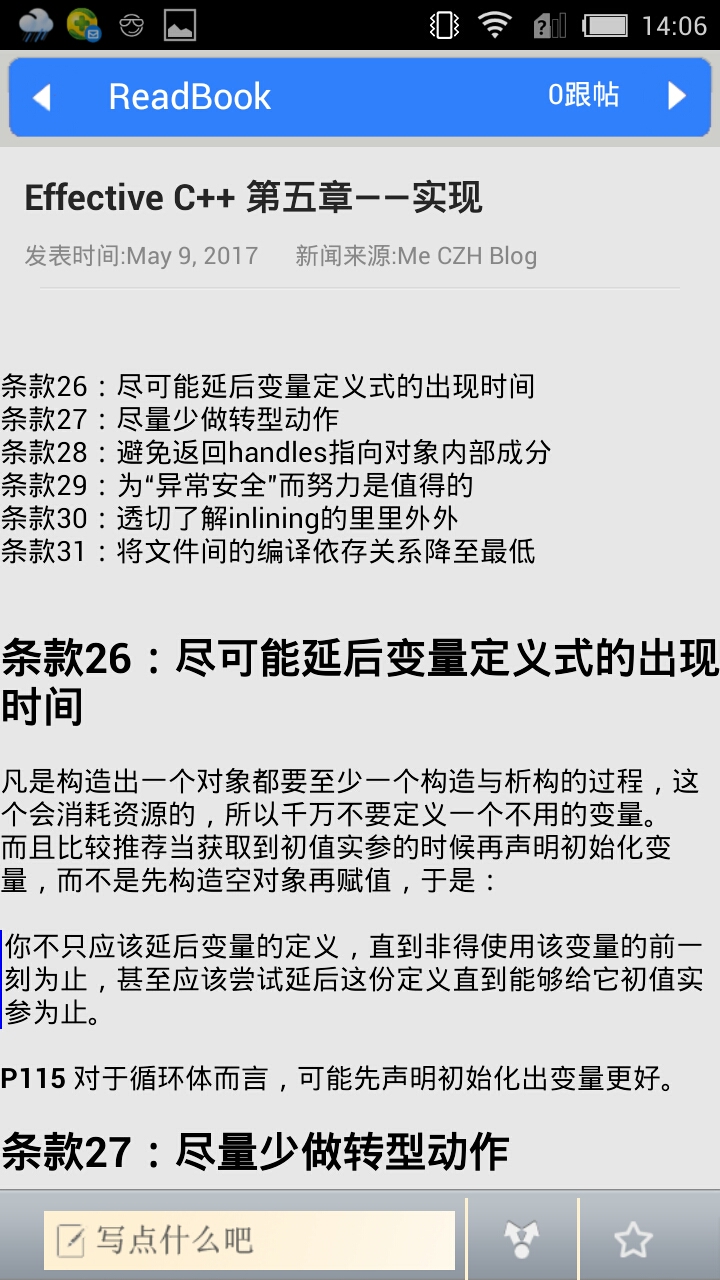 14:06
ReadBook
0跟帖
Effective C++ 第五章——实现
发表时间:May 9, 2017 新闻来源:Me CZH Blog
条款26：尽可能延后变量定义式的出现时间
条款27：尽量少做转型动作
条款28：避免返回handles指向对象内部成分
条款29：为“异常安全”而努力是值得的
条款30：透切了解inlining的里里外外
条款31：将文件间的编译依存关系降至最低
条款26：尽可能延后变量定义式的出现
时间
凡是构造出一个对象都要至少一个构造与析构的过程，这
个会消耗资源的，所以千万不要定义一个不用的变量。
而且比较推荐当获取到初值实参的时候再声明初始化变
量，而不是先构造空对象再赋值，于是：
你不只应该延后变量的定义，直到非得使用该变量的前一
刻为止，甚至应该尝试延后这份定义直到能够给它初值实
参为止。
P115 对于循环体而言，可能先声明初始化出变量更好。
条款27：尽量少做转型动作
写点什么吧